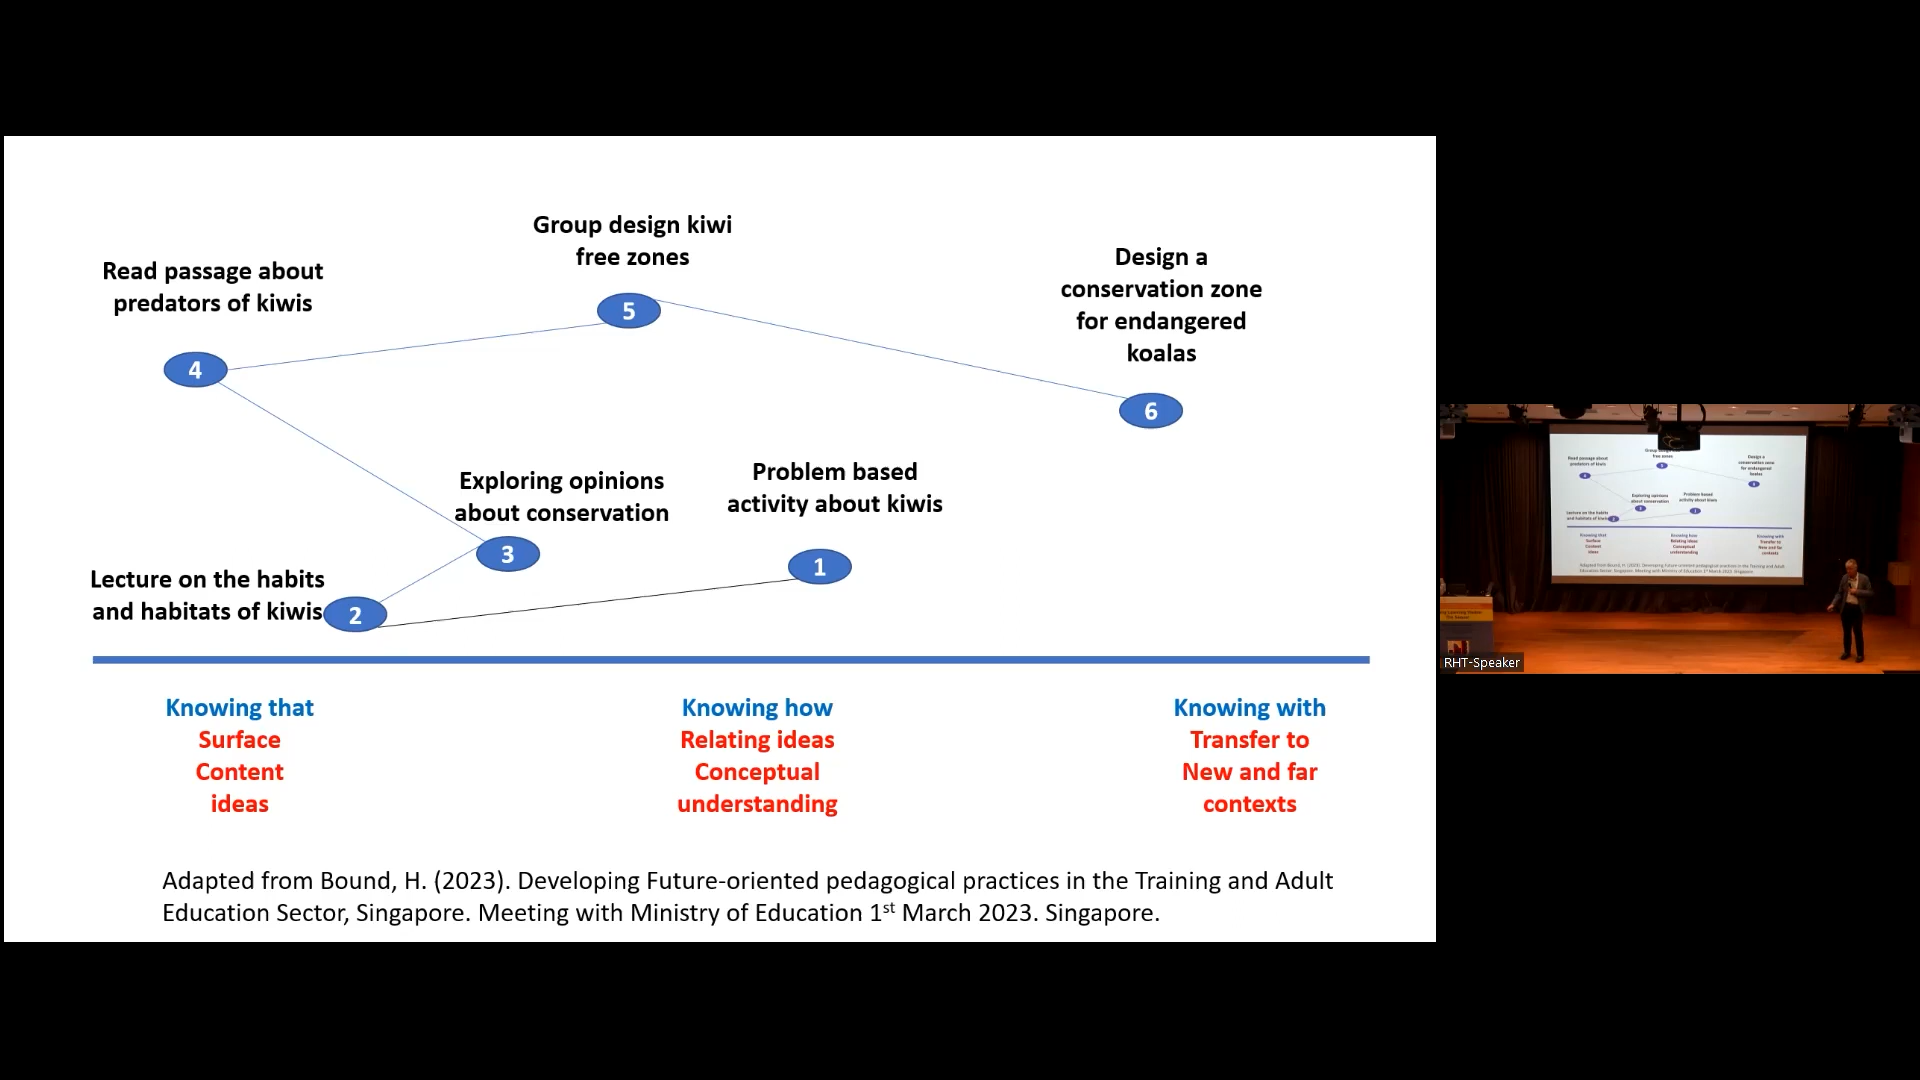 Group design kiwi
free zones
Read passage about
predators of kiwis
Design a
conservation zone
for endangered
koalas
5
4
6
Exploring opinions
about conservation
Problem based
activity about kiwis
3
1
Lecture on the habits
and habitats of kiwis
2
Knowing that
Surface
Content
ideas
Knowing how
Relating ideas
Conceptual
understanding
Knowing with
Transfer to
New and far
contexts
Adapted from Bound, H. (2023). Developing Future-oriented pedagogical practices in the Training and Adult
Education Sector, Singapore. Meeting with Ministry of Education 1st March 2023. Singapore.
RHT-Speaker